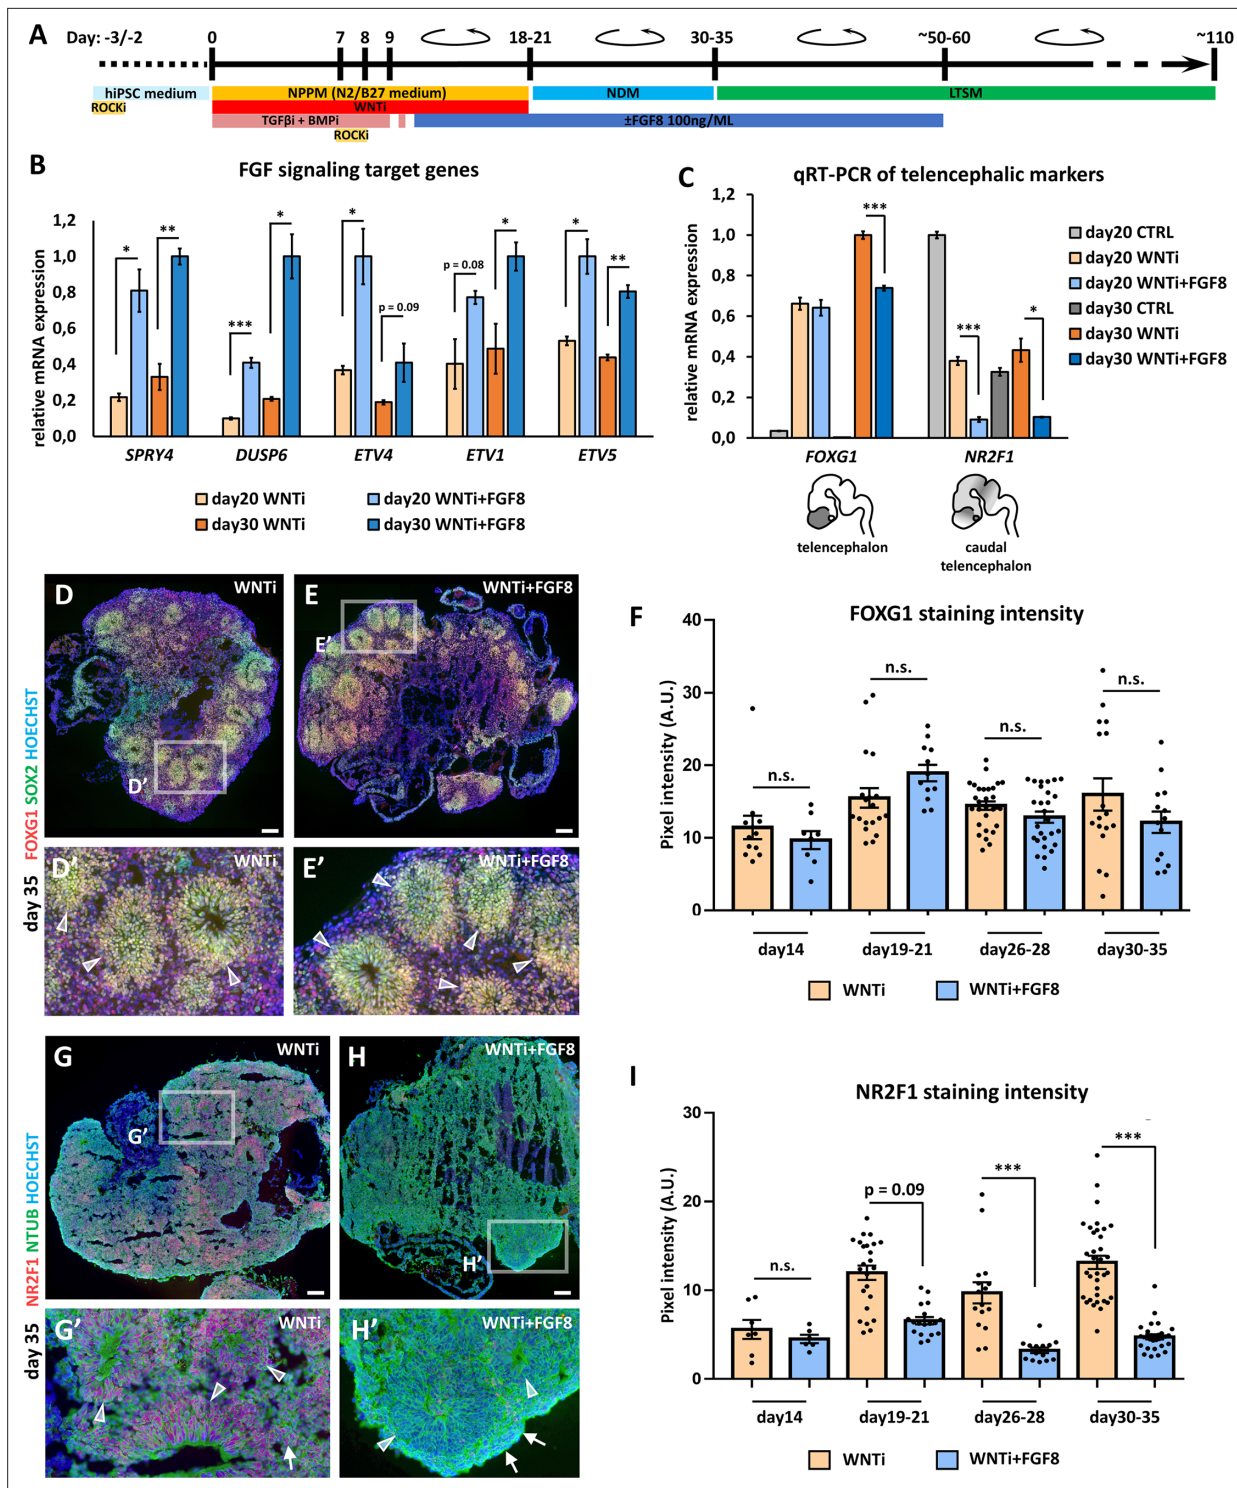 A
Day: -3/-2 0 7 8 9 18-21 30-35 ~50-60 ~110
hiPSC medium NPPM (N2/B27 medium) NDM LTSM
ROCKi WNTi
TGFβi + BMPi ±FGF8 100ng/ML
ROCKi
B
FGF signaling target genes
relative mRNA expression
1,2
1,0
0,8
0,6
0,4
0,2
0,0
* ** *** * * p = 0.09 p = 0.08 * * **
SPRY4 DUSP6 ETV4 ETV1 ETV5
day20 WNTi day20 WNTi+FGF8
day30 WNTi day30 WNTi+FGF8
C
qRT-PCR of telencephalic markers
relative mRNA expression
1,2
1,0
0,8
0,6
0,4
0,2
0,0
*** *** *
FOXG1 NR2F1
day20 CTRL
day20 WNTi
day20 WNTi+FGF8
day30 CTRL
day30 WNTi
day30 WNTi+FGF8
telencephalon
caudal
telencephalon
day 35 FOXG1 SOX2 HOECHST
D WNTi
D'
E WNTi+FGF8
E'
D' WNTi
E' WNTi+FGF8
F
FOXG1 staining intensity
Pixel intensity (A.U.)
40
30
20
10
0
n.s. n.s. n.s. n.s.
day14 day19-21 day26-28 day30-35
WNTi WNTi+FGF8
day 35 NR2F1 NTUB HOECHST
G WNTi
G'
H WNTi+FGF8
H'
G' WNTi
H' WNTi+FGF8
I
NR2F1 staining intensity
Pixel intensity (A.U.)
30
20
10
0
n.s. p = 0.09 *** ***
day14 day19-21 day26-28 day30-35
WNTi WNTi+FGF8